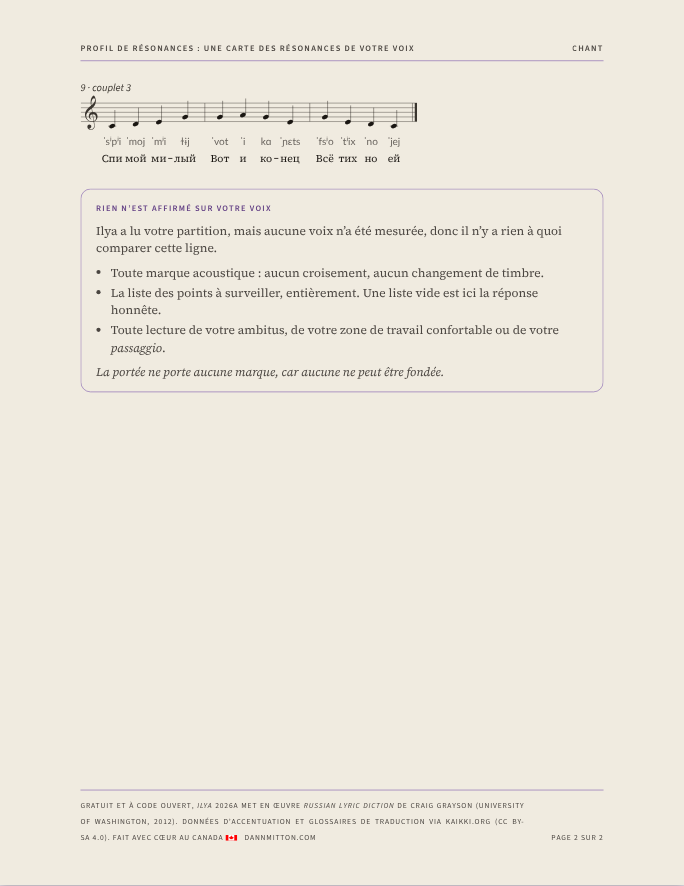 PROFIL DE RÉSONANCES : UNE CARTE DES RÉSONANCES DE VOTRE VOIX CHANT
9 · couplet 3
ˈsʲpʲi ˈmoj ˈmʲi ɫɨj ˈvot ˈi ka ˈɲɛts ˈfsʲo ˈtʲix ˈno ˈjej
Спи мой ми–лый Вот и ко–нец Всё тих но ей
RIEN N’EST AFFIRMÉ SUR VOTRE VOIX
Ilya a lu votre partition, mais aucune voix n’a été mesurée, donc il n’y a rien à quoi
comparer cette ligne.
• Toute marque acoustique : aucun croisement, aucun changement de timbre.
• La liste des points à surveiller, entièrement. Une liste vide est ici la réponse
honnête.
• Toute lecture de votre ambitus, de votre zone de travail confortable ou de votre
passaggio.
La portée ne porte aucune marque, car aucune ne peut être fondée.
GRATUIT ET À CODE OUVERT, ILYA 2026A MET EN ŒUVRE RUSSIAN LYRIC DICTION DE CRAIG GRAYSON (UNIVERSITY
OF WASHINGTON, 2012). DONNÉES D’ACCENTUATION ET GLOSSAIRES DE TRADUCTION VIA KAIKKI.ORG (CC BY-
SA 4.0). FAIT AVEC CŒUR AU CANADA 🇨🇦 DANNMITTON.COM PAGE 2 SUR 2